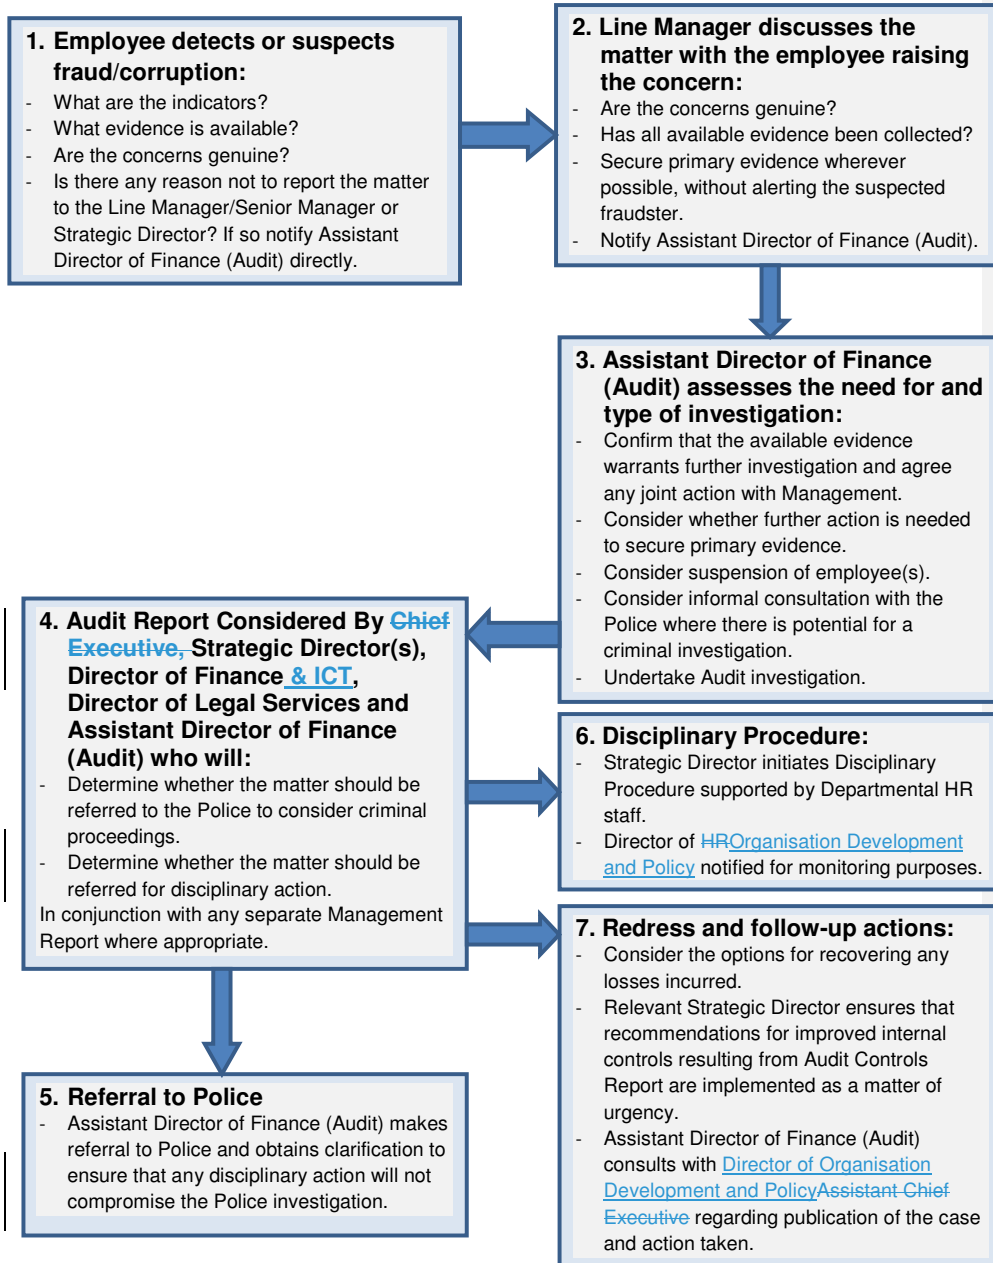 1. Employee detects or suspects
fraud/corruption:
- What are the indicators?
- What evidence is available?
- Are the concerns genuine?
- Is there any reason not to report the matter
to the Line Manager/Senior Manager or
Strategic Director? If so notify Assistant
Director of Finance (Audit) directly.
2. Line Manager discusses the
matter with the employee raising
the concern:
- Are the concerns genuine?
- Has all available evidence been collected?
- Secure primary evidence wherever
possible, without alerting the suspected
fraudster.
- Notify Assistant Director of Finance (Audit).
3. Assistant Director of Finance
(Audit) assesses the need for and
type of investigation:
- Confirm that the available evidence
warrants further investigation and agree
any joint action with Management.
- Consider whether further action is needed
to secure primary evidence.
- Consider suspension of employee(s).
- Consider informal consultation with the
Police where there is potential for a
criminal investigation.
- Undertake Audit investigation.
4. Audit Report Considered By Chief
Executive, Strategic Director(s),
Director of Finance & ICT,
Director of Legal Services and
Assistant Director of Finance
(Audit) who will:
- Determine whether the matter should be
referred to the Police to consider criminal
proceedings.
- Determine whether the matter should be
referred for disciplinary action.
In conjunction with any separate Management
Report where appropriate.
5. Referral to Police
- Assistant Director of Finance (Audit) makes
referral to Police and obtains clarification to
ensure that any disciplinary action will not
compromise the Police investigation.
6. Disciplinary Procedure:
- Strategic Director initiates Disciplinary
Procedure supported by Departmental HR
staff.
- Director of HROrganisation Development
and Policy notified for monitoring purposes.
7. Redress and follow-up actions:
- Consider the options for recovering any
losses incurred.
- Relevant Strategic Director ensures that
recommendations for improved internal
controls resulting from Audit Controls
Report are implemented as a matter of
urgency.
- Assistant Director of Finance (Audit)
consults with Director of Organisation
Development and PolicyAssistant Chief
Executive regarding publication of the case
and action taken.